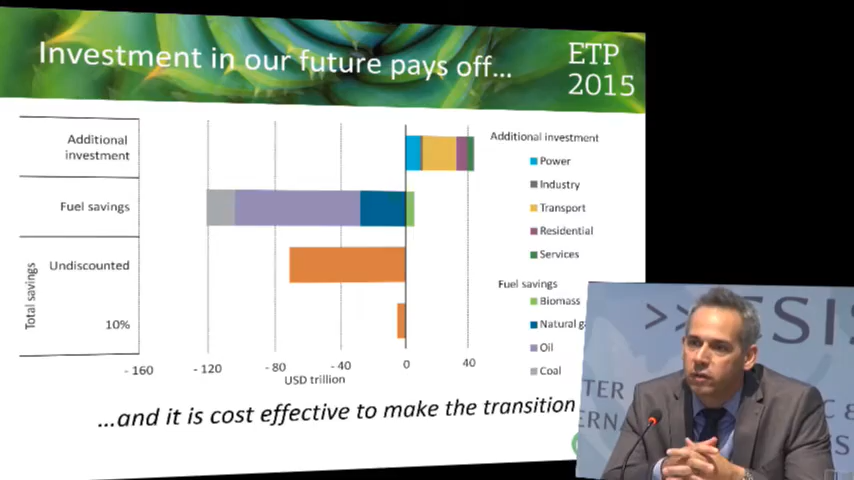 Investment in our future pays off...
ETP
2015
Additional
investment
Fuel savings
Undiscounted
10%
Total savings
- 160
- 120
- 80
- 40
0
40
USD trillion
Additional investment
Power
Industry
Transport
Residential
Services
Fuel savings
Biomass
Natural
Oil
Coal
...and it is cost effective to make the transition
>>